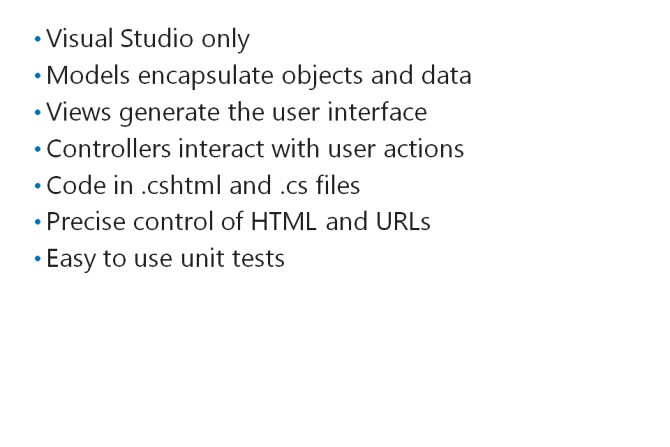 • Visual Studio only
• Models encapsulate objects and data
• Views generate the user interface
• Controllers interact with user actions
• Code in .cshtml and .cs files
• Precise control of HTML and URLs
• Easy to use unit tests